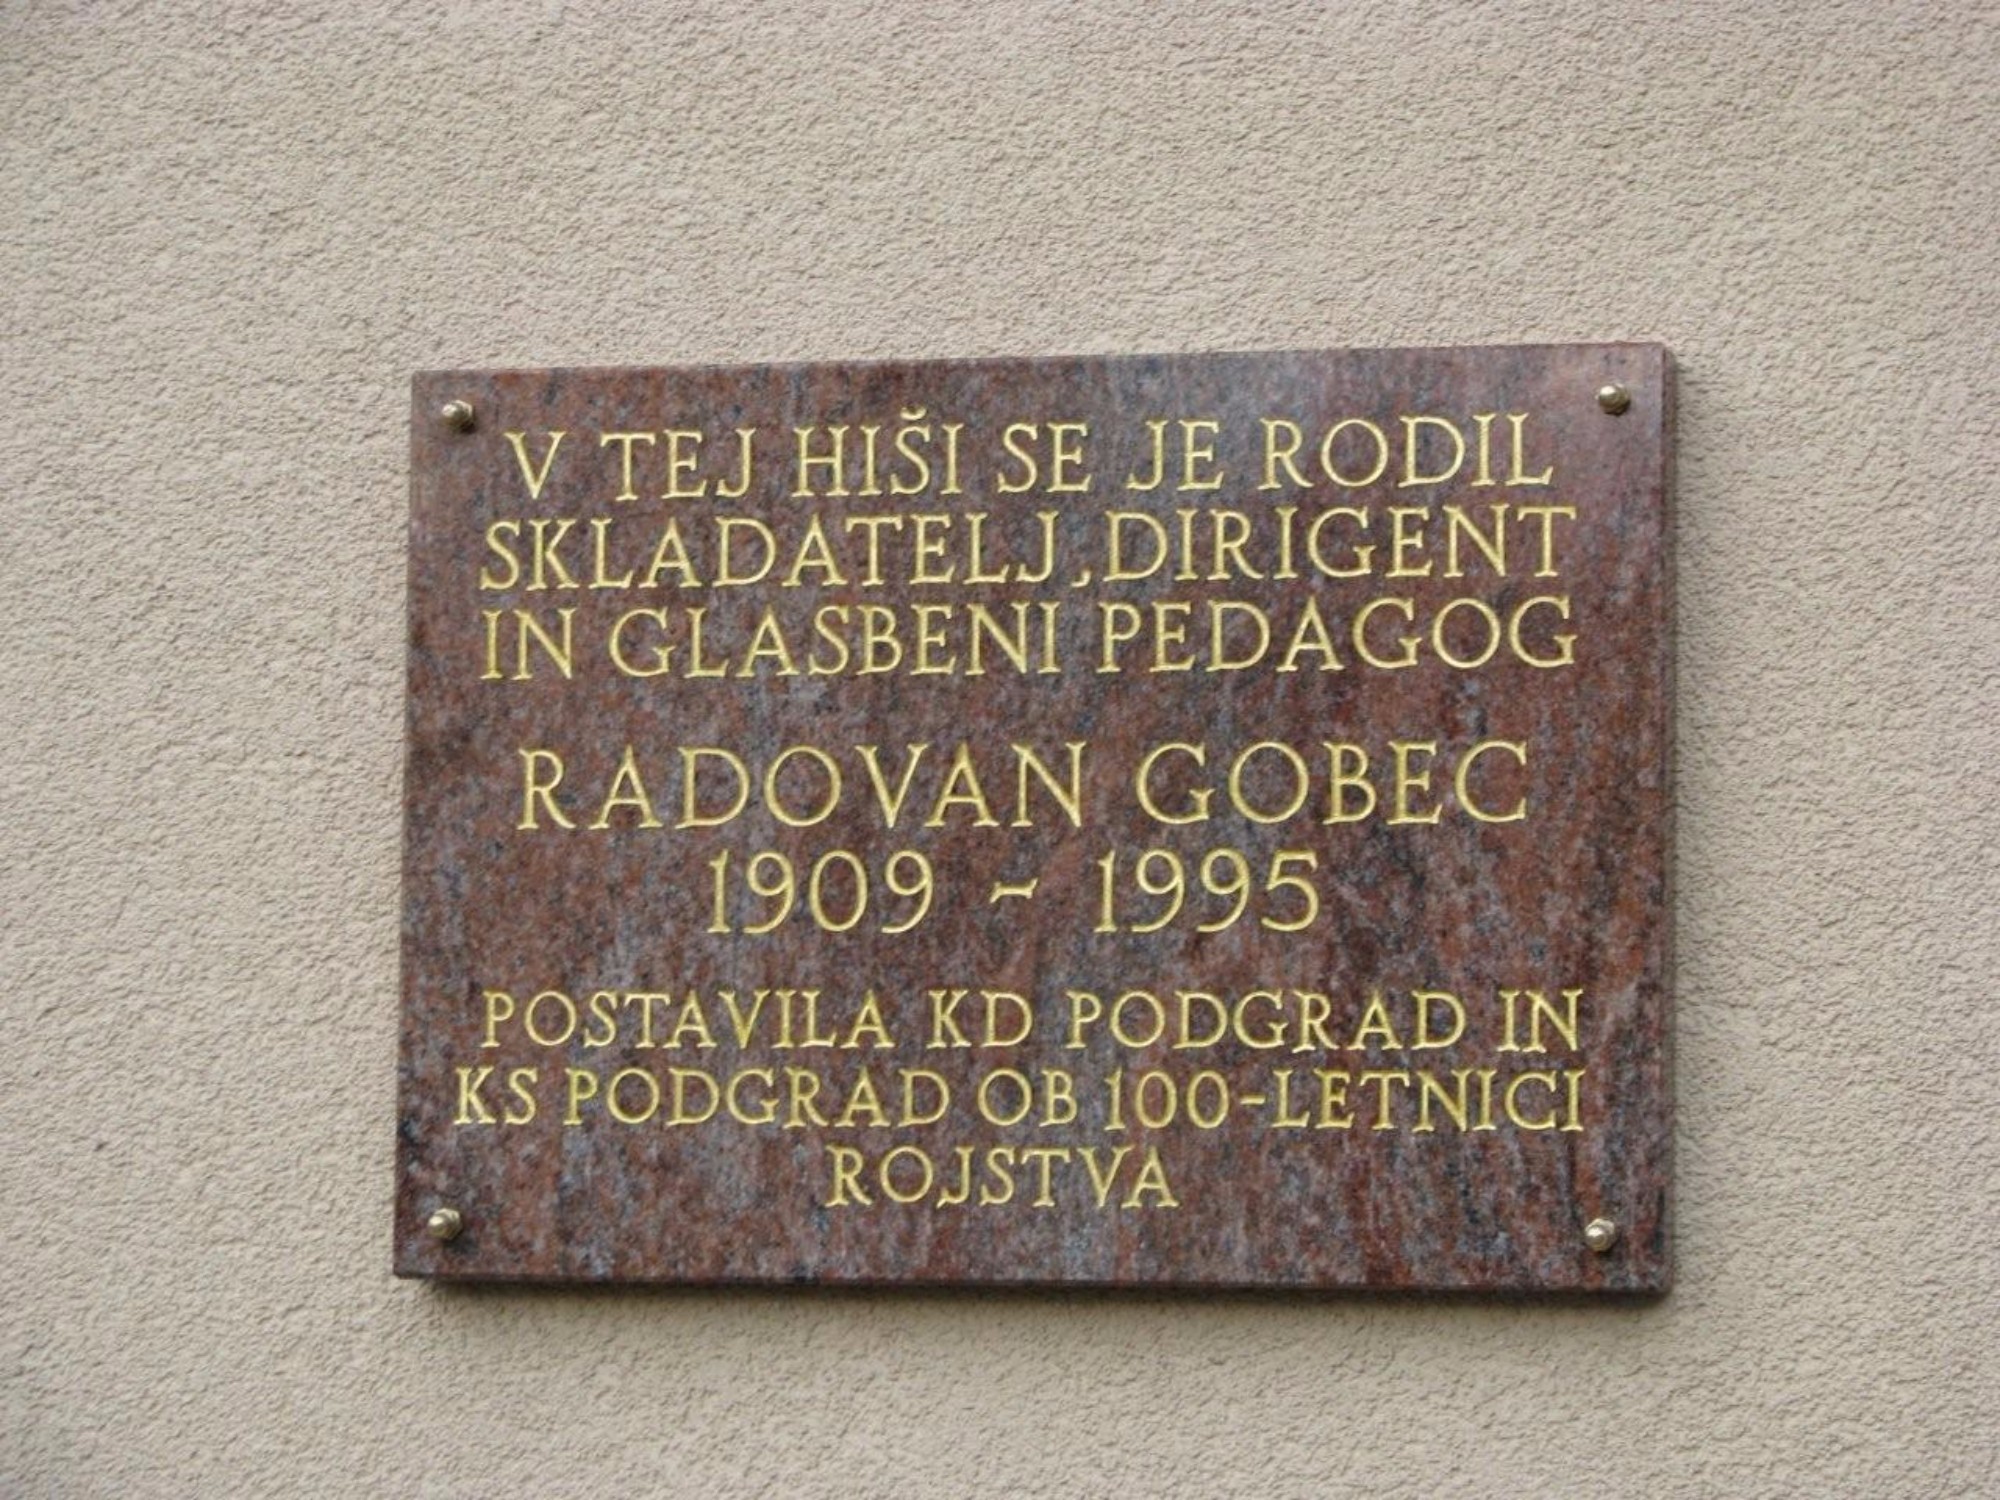 V TEJ HIŠI SE JE RODIL
SKLADATELJ, DIRIGENT
IN GLASBENI PEDAGOG
RADOVAN GOBEC
1909 - 1995
POSTAVILA KD PODGRAD IN
KS PODGRAD OB 100-LETNICI
ROJSTVA